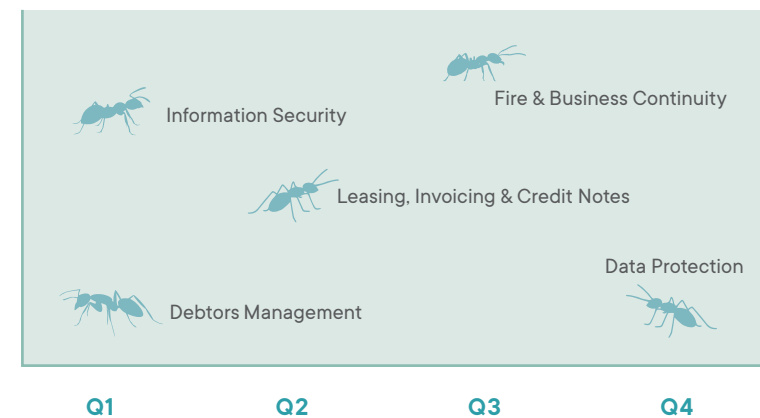 Fire & Business Continuity
Information Security
Leasing, Invoicing & Credit Notes
Data Protection
Debtors Management
Q1 Q2 Q3 Q4